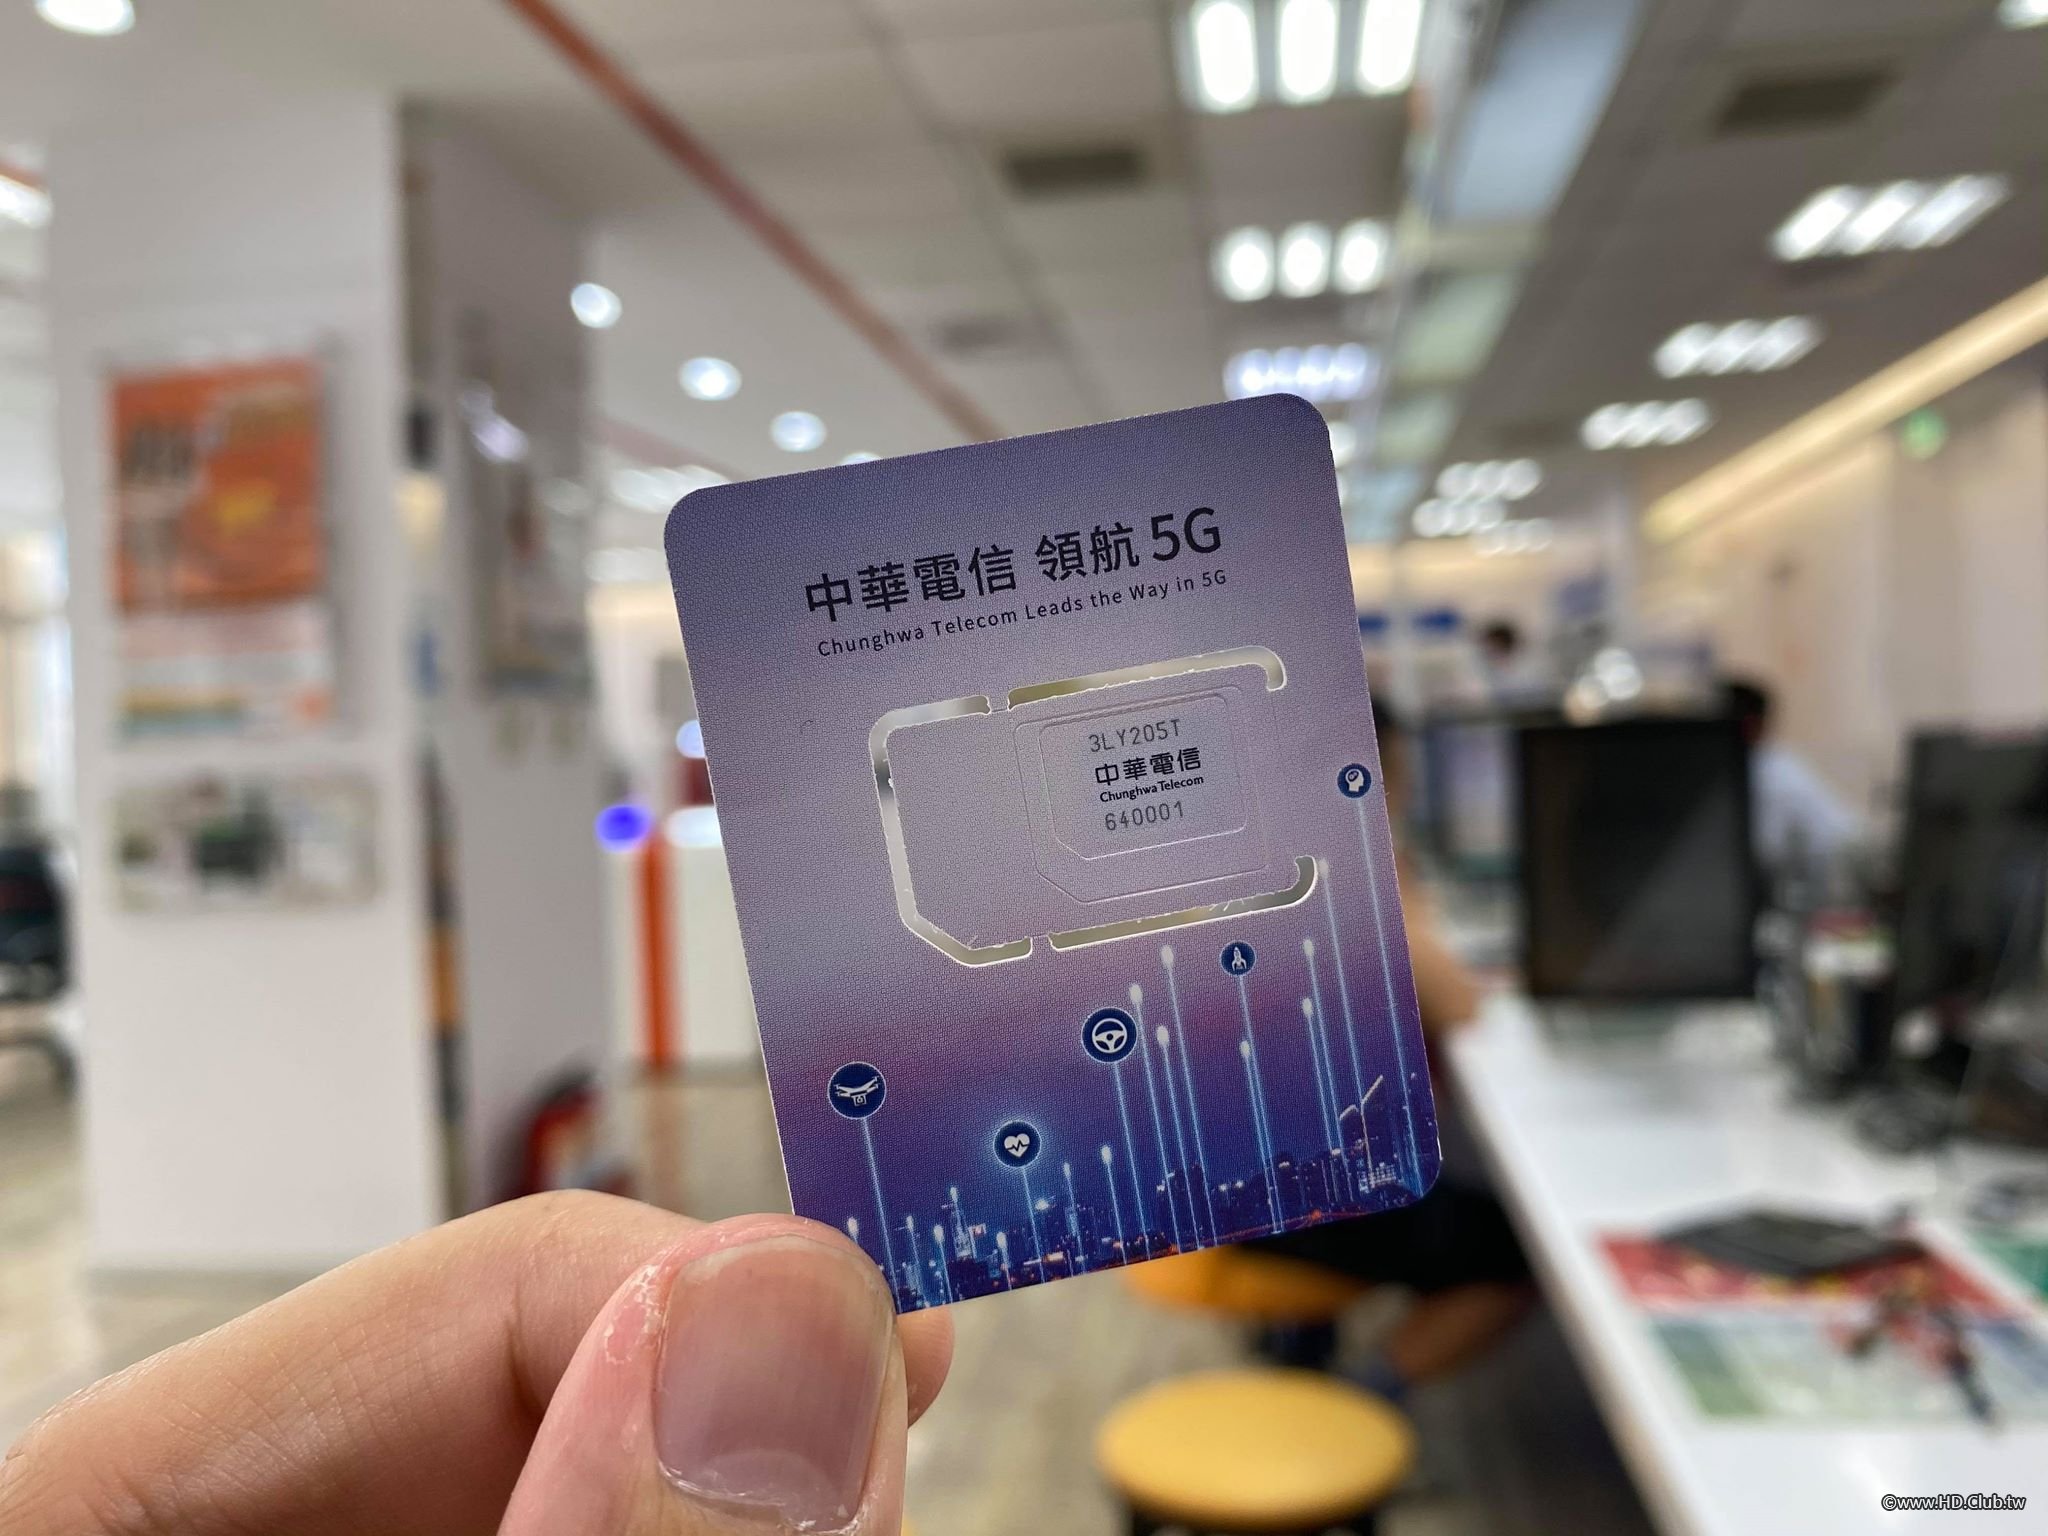 中華電信 領航 5G
Chunghwa Telecom Leads the Way in 5G
3LY205T
中華電信
Chunghwa Telecom
640001
©www.HD.Club.tw